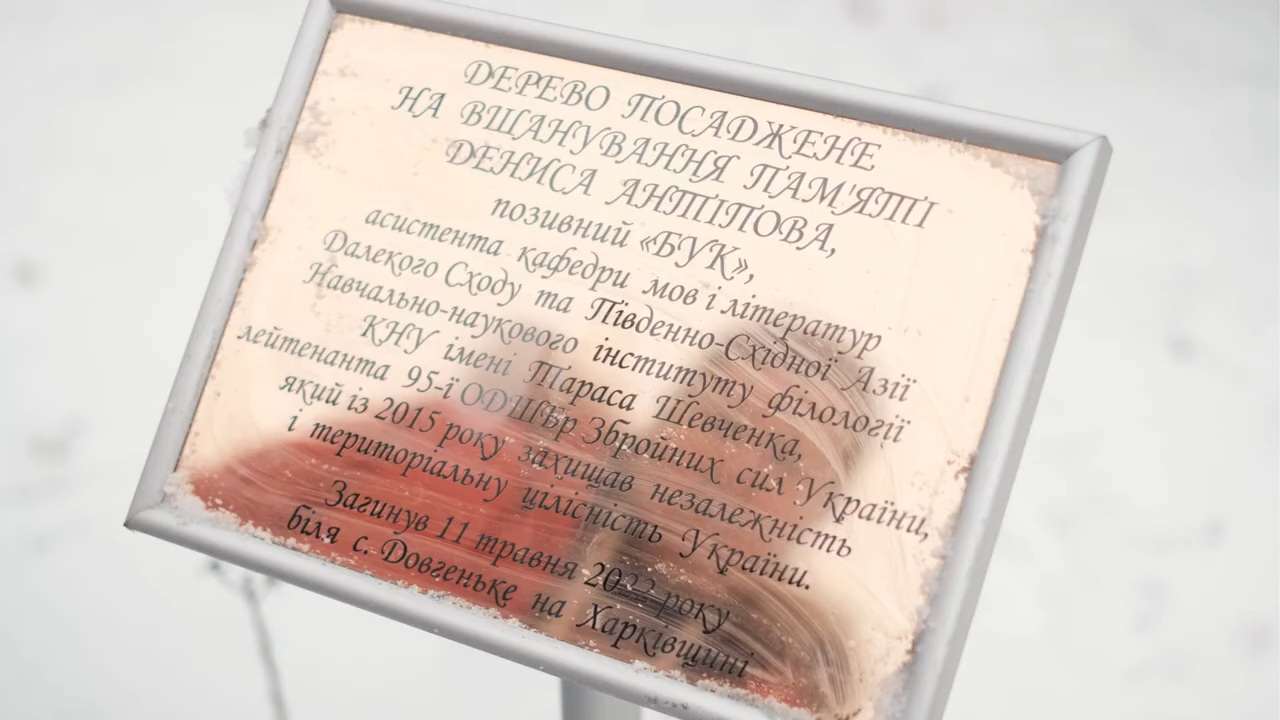 ДЕРЕВО ПОСАДЖЕНЕ
НА ВШАНУВАННЯ ПАМ'ЯТІ
ДЕНИСА АНТІПОВА,
позивний «БУК»,
асистента кафедри мов і літератур
Далекого Сходу та Південно-Східної Азії
Навчально-наукового інституту філології
КНУ імені Тараса Шевченка,
лейтенанта 95-ї ОДШБр Збройних сил України,
який із 2015 року захищав незалежність
і територіальну цілісність України.
Загинув 11 травня 2022 року
біля с. Довгеньке на Харківщині